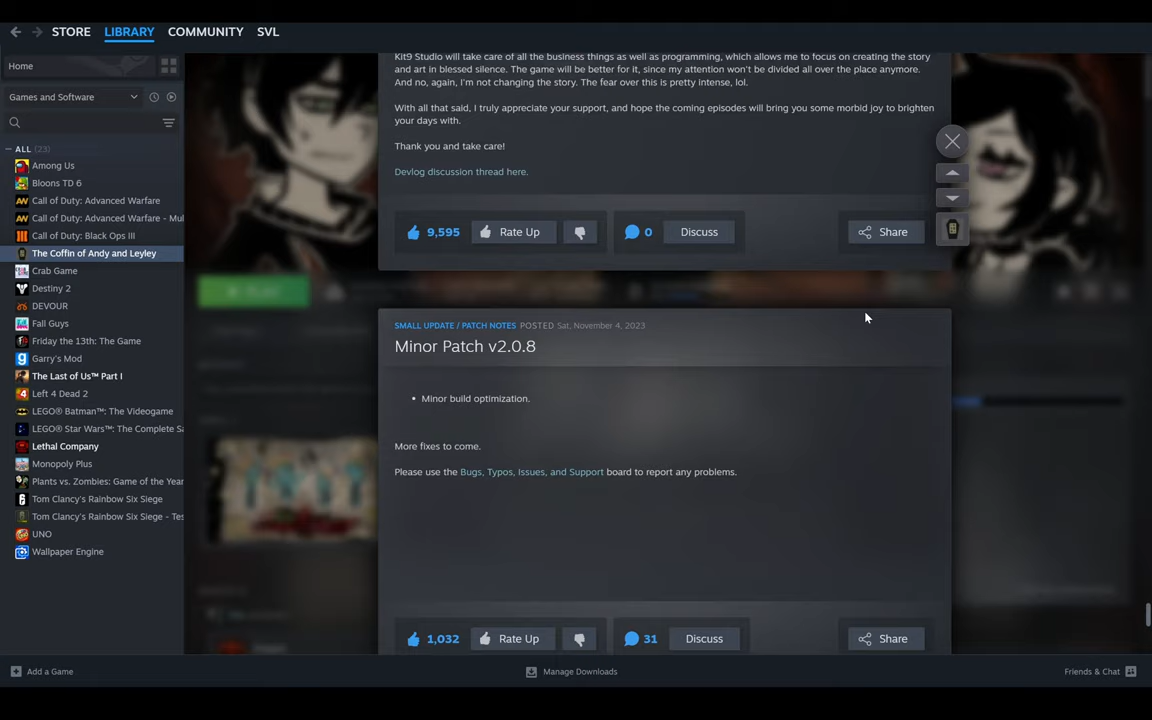 STORE LIBRARY COMMUNITY SVL
Home
Games and Software
ALL (23)
Among Us
Bloons TD 6
Call of Duty: Advanced Warfare
Call of Duty: Advanced Warfare - Mul
Call of Duty: Black Ops III
The Coffin of Andy and Leyley
Crab Game
Destiny 2
DEVOUR
Fall Guys
Friday the 13th: The Game
Garry's Mod
The Last of Us™ Part I
Left 4 Dead 2
LEGO® Batman™: The Videogame
LEGO® Star Wars™: The Complete Sa
Lethal Company
Monopoly Plus
Plants vs. Zombies: Game of the Year
Tom Clancy's Rainbow Six Siege
Tom Clancy's Rainbow Six Siege - Tes
UNO
Wallpaper Engine
Kit9 Studio will take care of all the business things as well as programming, which allows me to focus on creating the story
and art in blessed silence. The game will be better for it, since my attention won't be divided all over the place anymore.
And no, again, I'm not changing the story. The fear over this is pretty intense, lol.
With all that said, I truly appreciate your support, and hope the coming episodes will bring you some morbid joy to brighten
your days with.
Thank you and take care!
Devlog discussion thread here.
9,595 Rate Up 0 Discuss Share
SMALL UPDATE / PATCH NOTES POSTED Sat, November 4, 2023
Minor Patch v2.0.8
• Minor build optimization.
More fixes to come.
Please use the Bugs, Typos, Issues, and Support board to report any problems.
1,032 Rate Up 31 Discuss Share
Add a Game Manage Downloads Friends & Chat